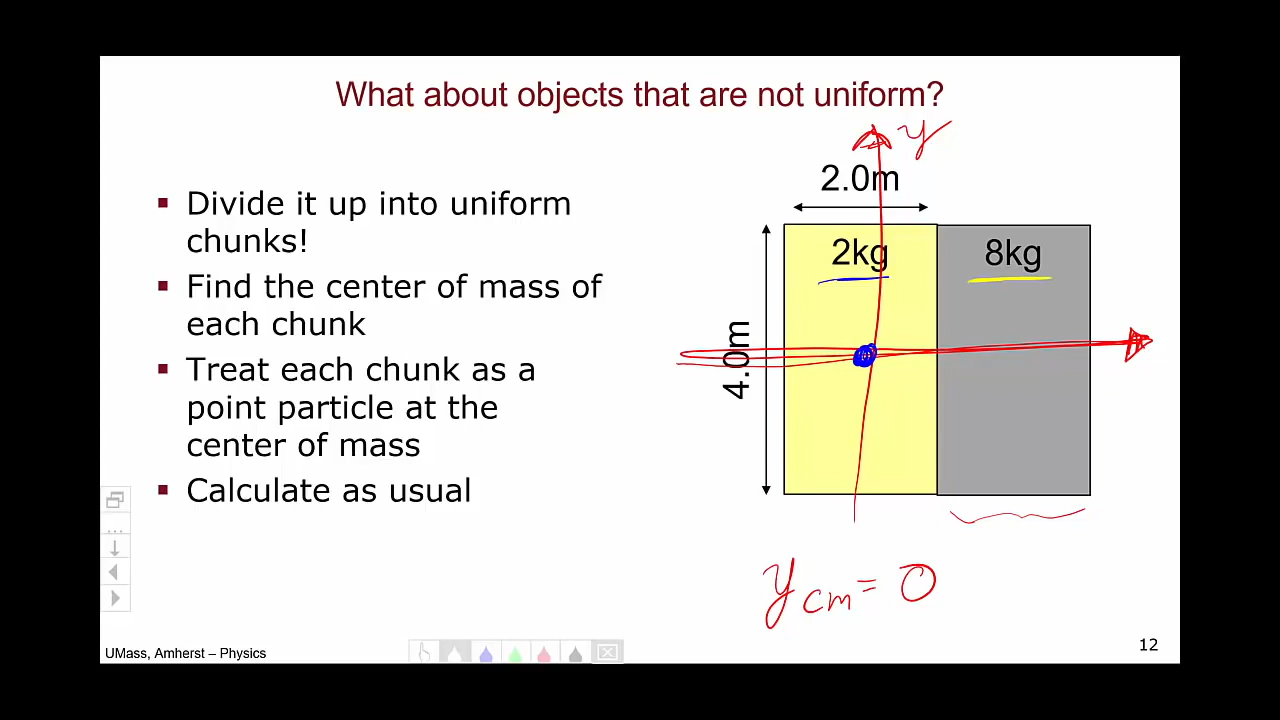 What about objects that are not uniform?
y
2.0m
▪ Divide it up into uniform
chunks!
▪ Find the center of mass of
each chunk
▪ Treat each chunk as a
point particle at the
center of mass
▪ Calculate as usual
2kg
8kg
4.0m
y cm = 0
...
UMass, Amherst – Physics
12